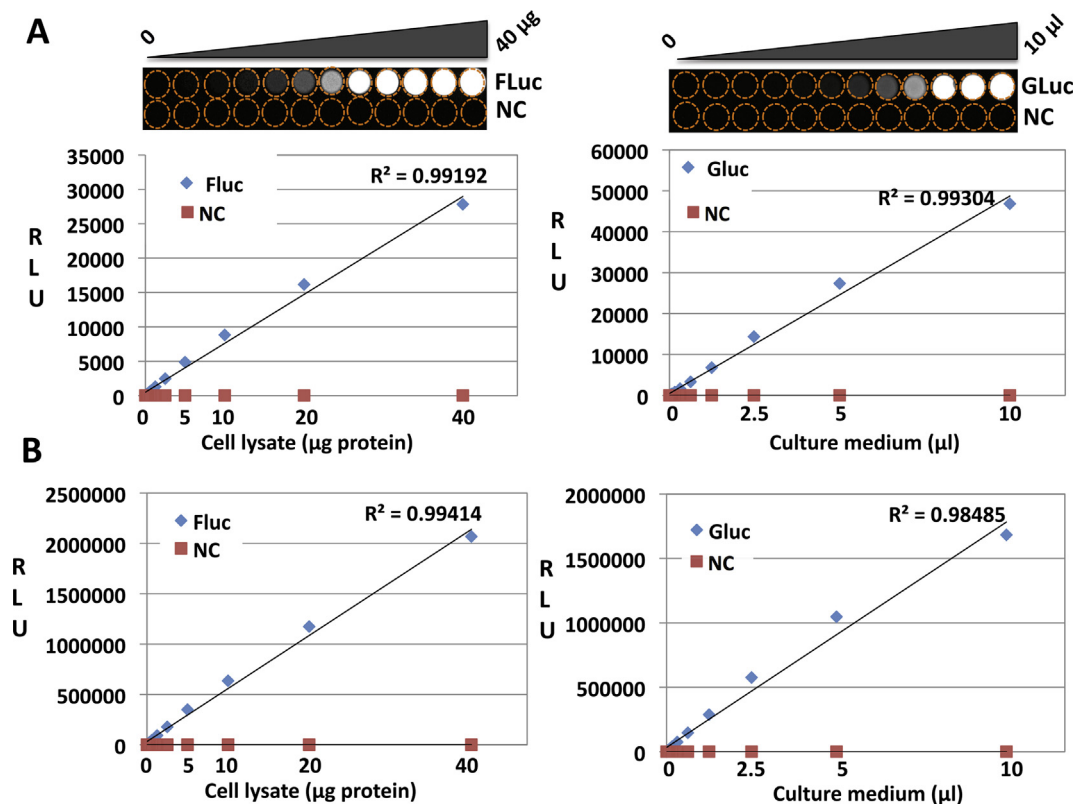 A
0
40 µg
FLuc
NC
0
10 µl
GLuc
NC
35000
30000
25000
20000
15000
10000
5000
0
R
L
U
Fluc
NC
R² = 0.99192
0
5
10
20
40
Cell lysate (µg protein)
60000
50000
40000
30000
20000
10000
0
R
L
U
Gluc
NC
R² = 0.99304
0
2.5
5
10
Culture medium (µl)
B
2500000
2000000
1500000
1000000
500000
0
R
L
U
Fluc
NC
R² = 0.99414
0
5
10
20
40
Cell lysate (µg protein)
2000000
1500000
1000000
500000
0
R
L
U
Gluc
NC
R² = 0.98485
0
2.5
5
10
Culture medium (µl)